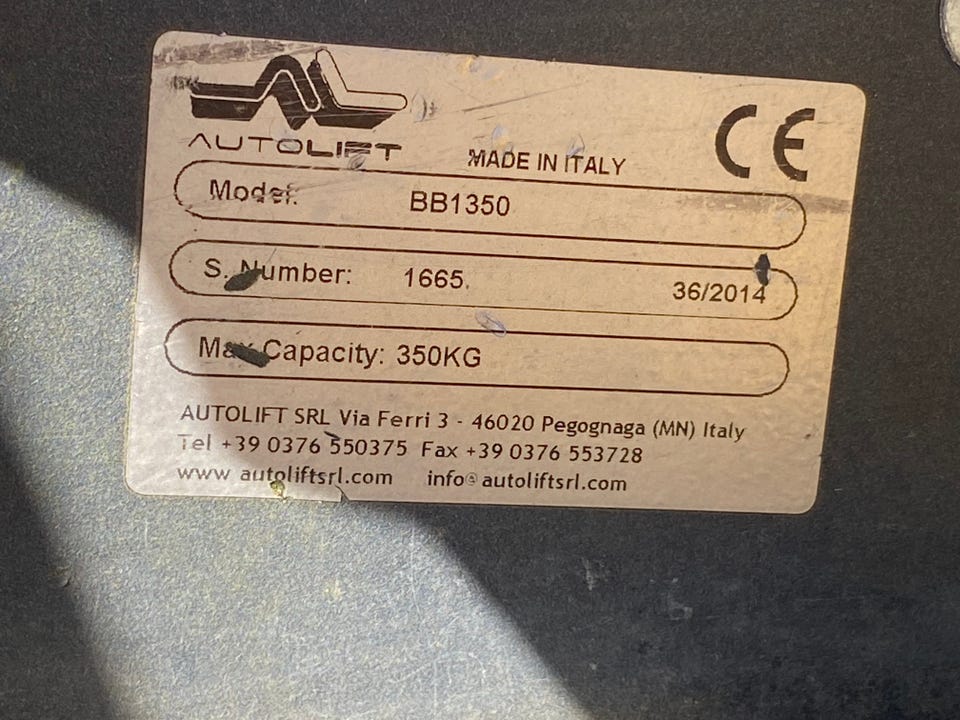 AUTOLIFT
MADE IN ITALY
CE
Model: BB1350
S. Number: 1665. 36/2014
Max Capacity: 350KG
AUTOLIFT SRL Via Ferri 3 - 46020 Pegognaga (MN) Italy
Tel +39 0376 550375 Fax +39 0376 553728
www autoliftsrl.com info@autoliftsrl.com